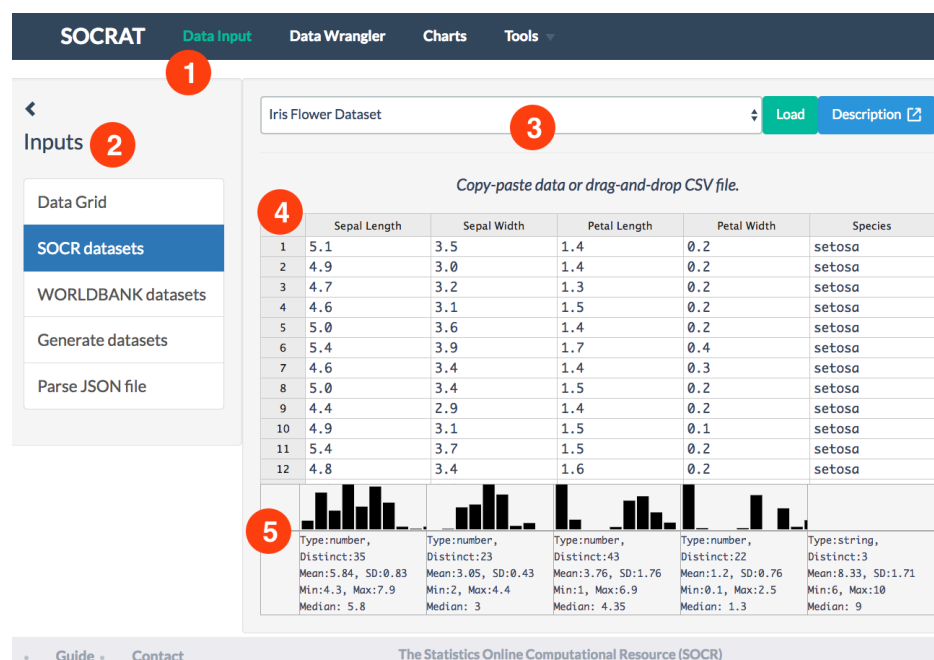 SOCRAT Data Input Data Wrangler Charts Tools
1
Inputs
2
Data Grid
SOCR datasets
WORLDBANK datasets
Generate datasets
Parse JSON file
Iris Flower Dataset Load Description
3
Copy-paste data or drag-and-drop CSV file.
4
Sepal Length Sepal Width Petal Length Petal Width Species
1 5.1 3.5 1.4 0.2 setosa
2 4.9 3.0 1.4 0.2 setosa
3 4.7 3.2 1.3 0.2 setosa
4 4.6 3.1 1.5 0.2 setosa
5 5.0 3.6 1.4 0.2 setosa
6 5.4 3.9 1.7 0.4 setosa
7 4.6 3.4 1.4 0.3 setosa
8 5.0 3.4 1.5 0.2 setosa
9 4.4 2.9 1.4 0.2 setosa
10 4.9 3.1 1.5 0.1 setosa
11 5.4 3.7 1.5 0.2 setosa
12 4.8 3.4 1.6 0.2 setosa
5
Type:number, Type:number, Type:number, Type:number, Type:string,
Distinct:35 Distinct:23 Distinct:43 Distinct:22 Distinct:3
Mean:5.84, SD:0.83 Mean:3.05, SD:0.43 Mean:3.76, SD:1.76 Mean:1.2, SD:0.76 Mean:8.33, SD:1.71
Min:4.3, Max:7.9 Min:2, Max:4.4 Min:1, Max:6.9 Min:0.1, Max:2.5 Min:6, Max:10
Median: 5.8 Median: 3 Median: 4.35 Median: 1.3 Median: 9
Guide Contact The Statistics Online Computational Resource (SOCR)